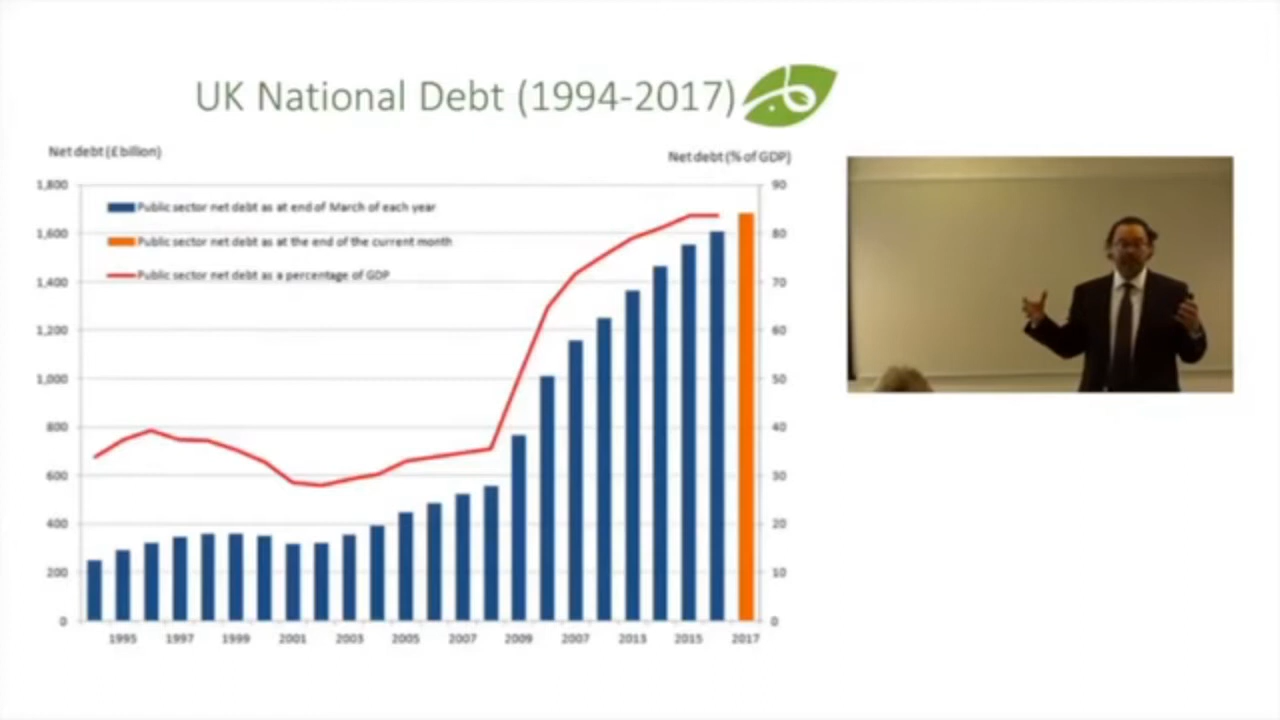 UK National Debt (1994-2017)
Net debt (£ billion)
Net debt (% of GDP)
1,800
1,600
1,400
1,200
1,000
800
600
400
200
0
Public sector net debt as at end of March of each year
Public sector net debt as at the end of the current month
Public sector net debt as a percentage of GDP
90
80
70
60
50
40
30
20
10
0
1995 1997 1999 2001 2003 2005 2007 2009 2007 2013 2015 2017